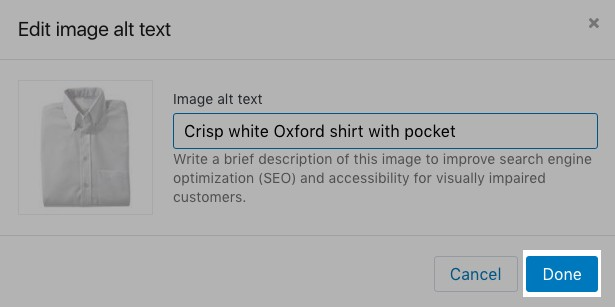 Edit image alt text
×
Image alt text
Crisp white Oxford shirt with pocket
Write a brief description of this image to improve search engine
optimization (SEO) and accessibility for visually impaired
customers.
Cancel Done